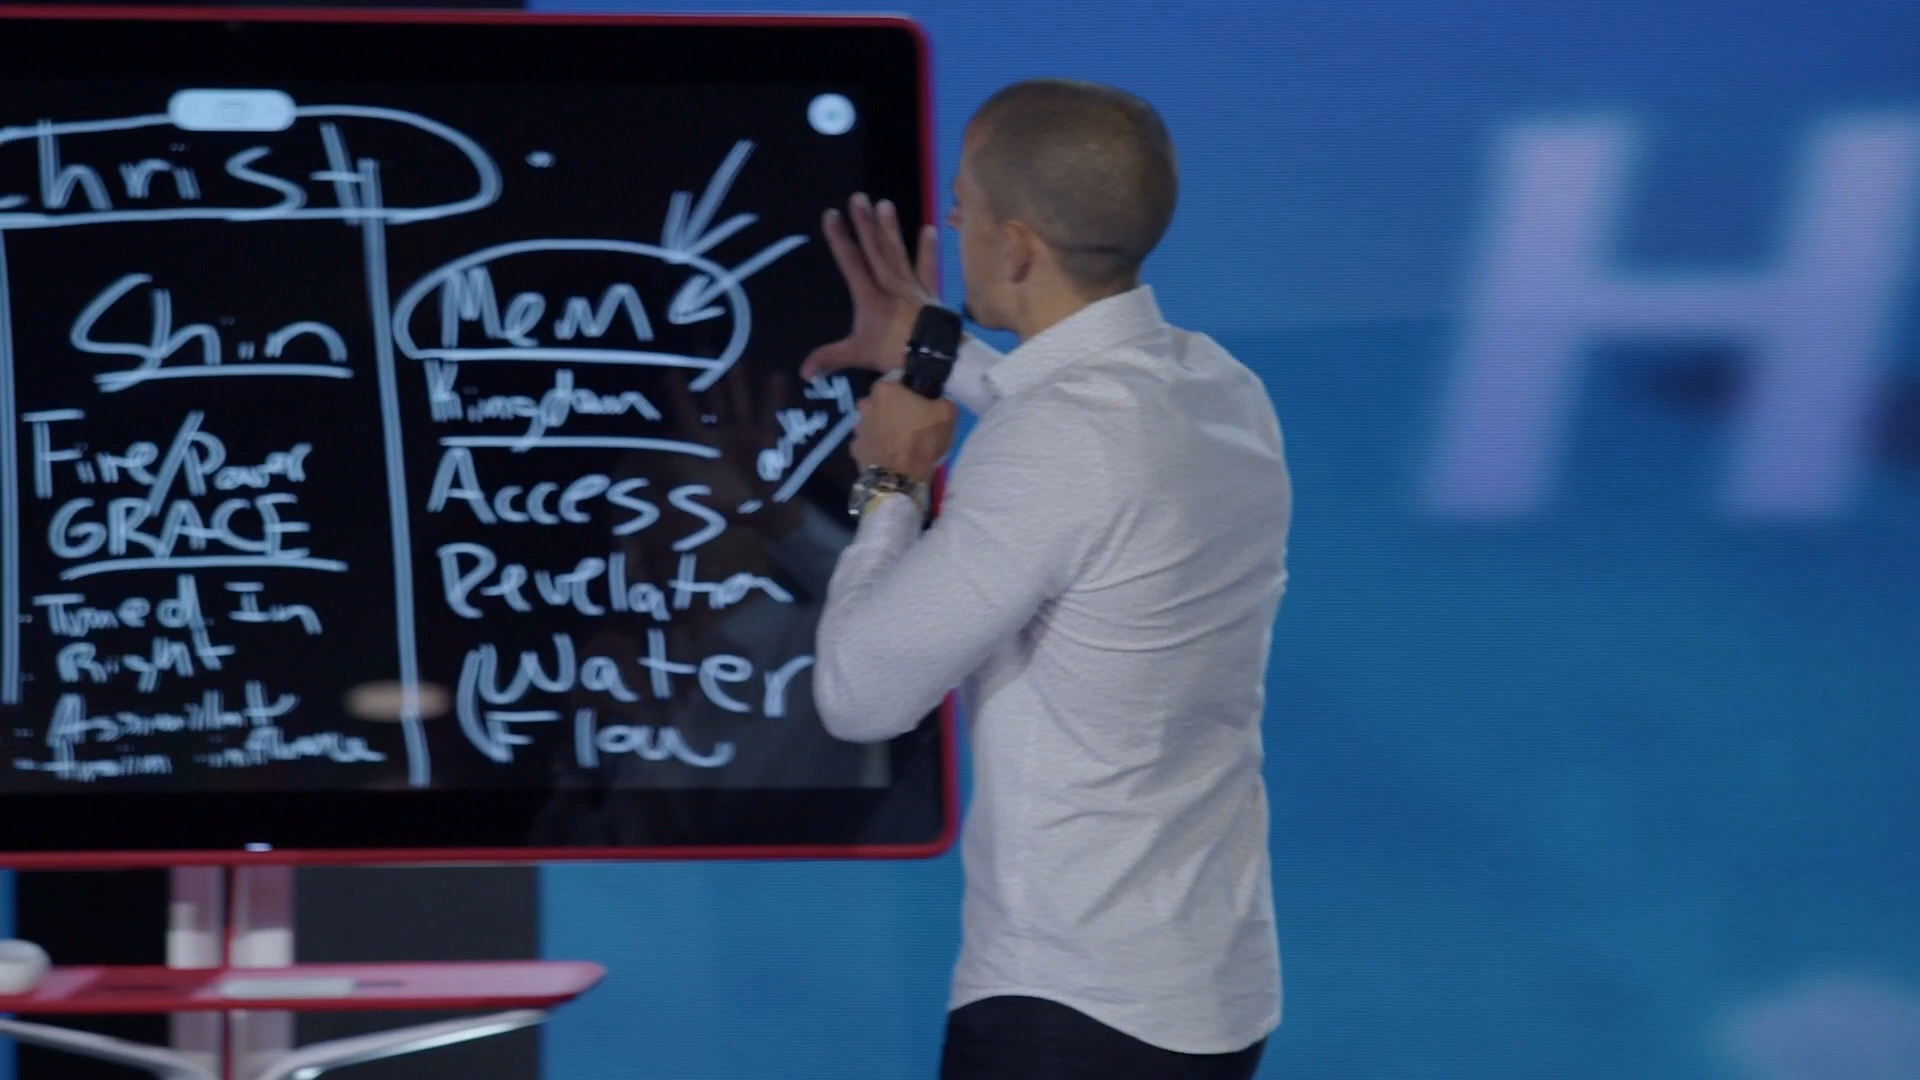 Christ
Shin
Fire/Power
GRACE
Tuned In
Right
Mem
Kingdom
Access
Revelation
Water
Flow
H